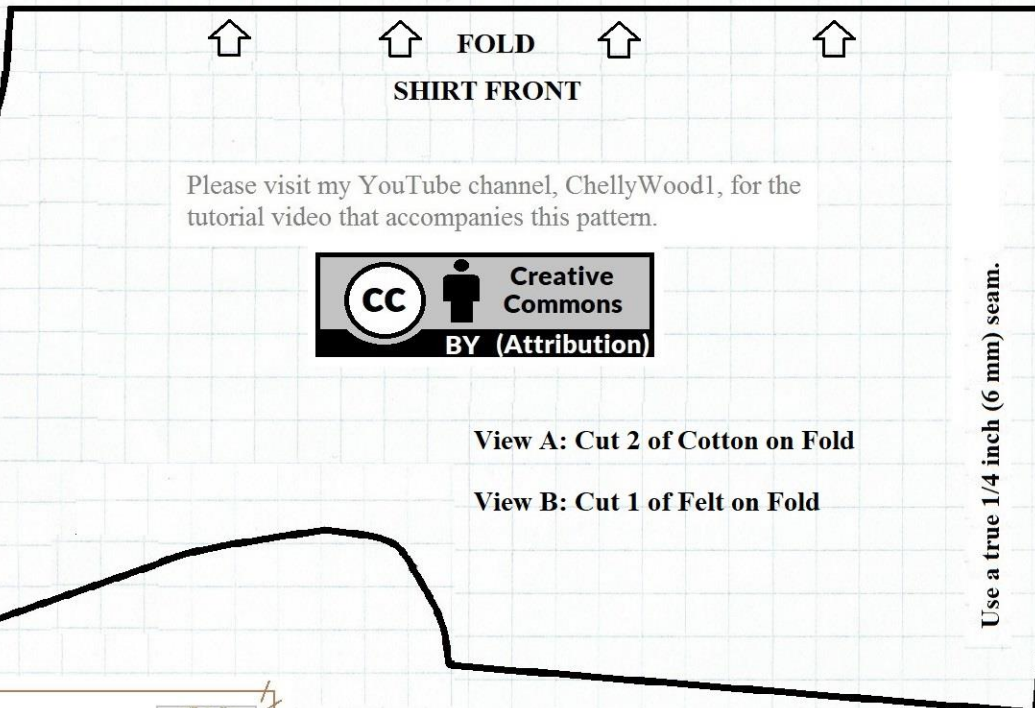 FOLD
SHIRT FRONT
Please visit my YouTube channel, ChellyWood1, for the
tutorial video that accompanies this pattern.
CC
Creative
Commons
BY (Attribution)
View A: Cut 2 of Cotton on Fold
View B: Cut 1 of Felt on Fold
Use a true 1/4 inch (6 mm) seam.